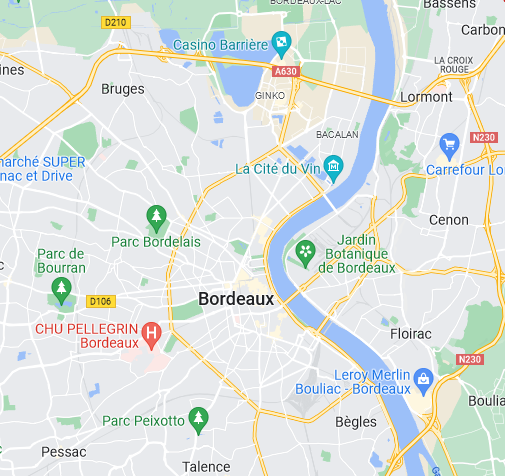 BORDEAUX-LAC
Bassens
D210
Casino Barrière
Carbon
LA CROIX
ROUGE
ines
A630
Bruges
GINKO
Lormont
BACALAN
N230
marché SUPER
nac et Drive
La Cité du Vin
Carrefour Lor
Cenon
Parc Bordelais
Parc de
Bourran
Jardin
Botanique
de Bordeaux
c
D106
Bordeaux
CHU PELLEGRIN
Bordeaux
Floirac
N230
Leroy Merlin
Bouliac - Bordeaux
Boulia
Parc Peixotto
Bègles
Pessac
Talence